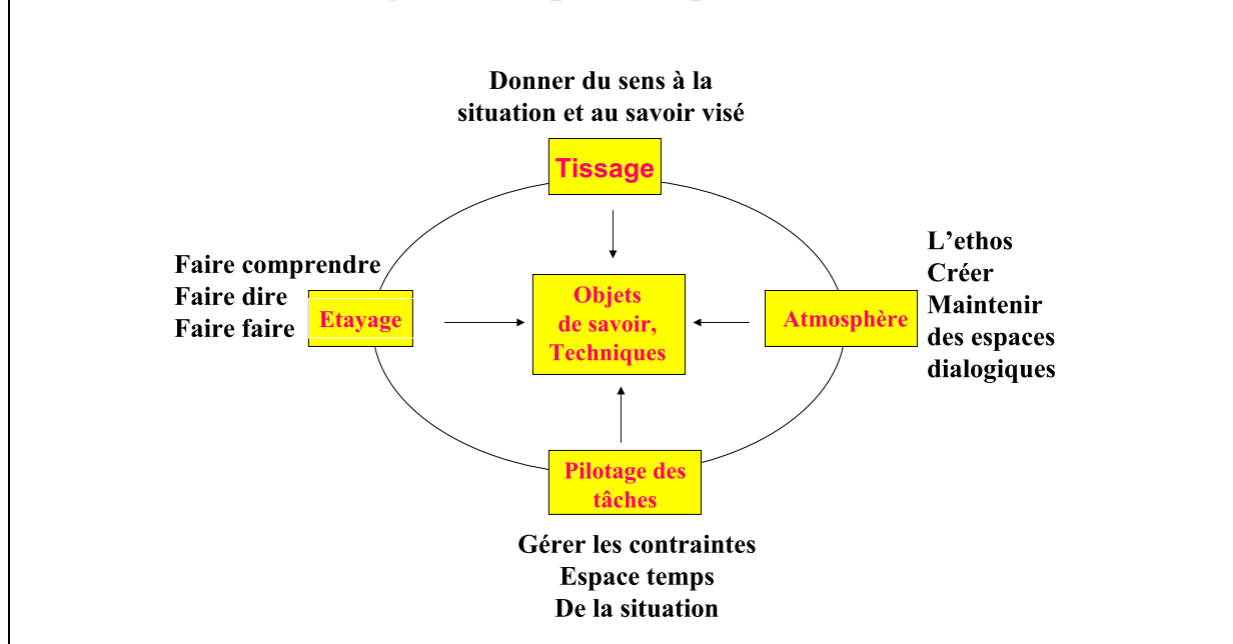 Donner du sens à la
situation et au savoir visé
Tissage
Faire comprendre
Faire dire
Faire faire
Etayage
Objets
de savoir,
Techniques
Atmosphère
L’ethos
Créer
Maintenir
des espaces
dialogiques
Pilotage des
tâches
Gérer les contraintes
Espace temps
De la situation